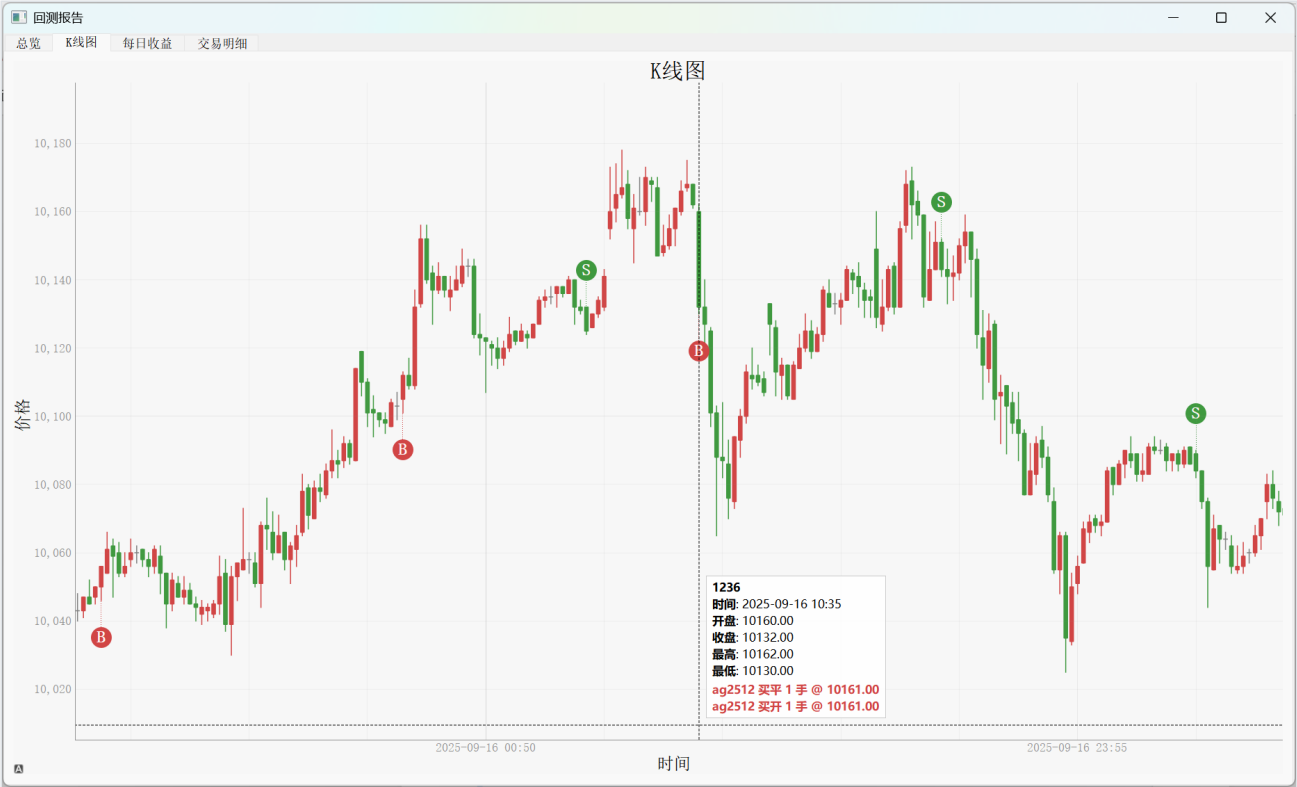 回测报告
总览 K线图 每日收益 交易明细
K线图
10,180
10,160
10,140
10,120
10,100
10,080
10,060
10,040
10,020
价格
B
B
S
B
S
S
1236
时间: 2025-09-16 10:35
开盘: 10160.00
收盘: 10132.00
最高: 10162.00
最低: 10130.00
ag2512 买平 1 手 @ 10161.00
ag2512 买开 1 手 @ 10161.00
2025-09-16 00:50
2025-09-16 23:55
时间
A